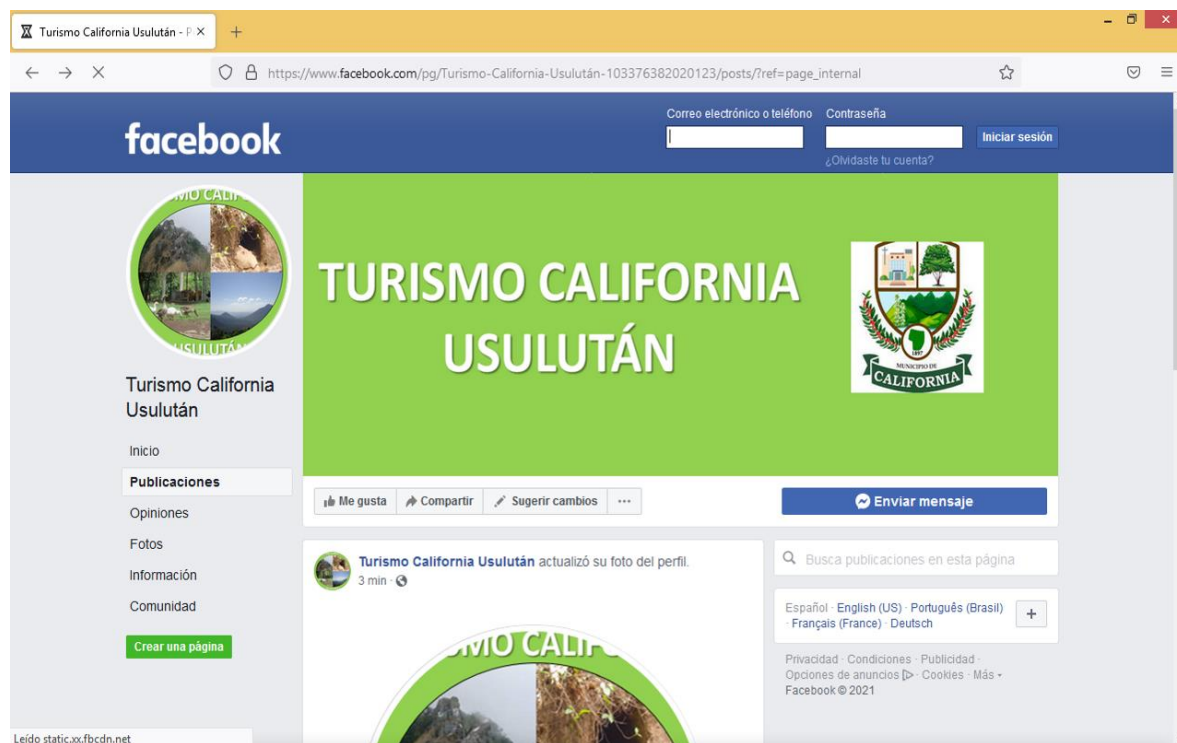 Turismo California Usulután - P
https://www.facebook.com/pg/Turismo-California-Usulután-103376382020123/posts/?ref=page_internal
facebook
Correo electrónico o teléfono
Contraseña
Iniciar sesión
¿Olvidaste tu cuenta?
USULUTÁN
TURISMO CALIFORNIA
USULUTÁN
1897
MUNICIPIO DE
CALIFORNIA
Turismo California
Usulután
Inicio
Publicaciones
Opiniones
Fotos
Información
Comunidad
Crear una página
Me gusta
Compartir
Sugerir cambios
Enviar mensaje
Turismo California Usulután actualizó su foto del perfil.
3 min ·
Busca publicaciones en esta página
Español · English (US) · Português (Brasil)
· Français (France) · Deutsch
Privacidad · Condiciones · Publicidad ·
Opciones de anuncios · Cookies · Más
Facebook © 2021
Leído static.xx.fbcdn.net